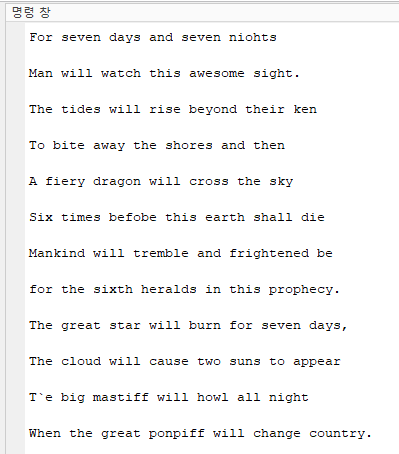 명령 창
For seven days and seven niohts
Man will watch this awesome sight.
The tides will rise beyond their ken
To bite away the shores and then
A fiery dragon will cross the sky
Six times befobe this earth shall die
Mankind will tremble and frightened be
for the sixth heralds in this prophecy.
The great star will burn for seven days,
The cloud will cause two suns to appear
T`e big mastiff will howl all night
When the great ponpiff will change country.